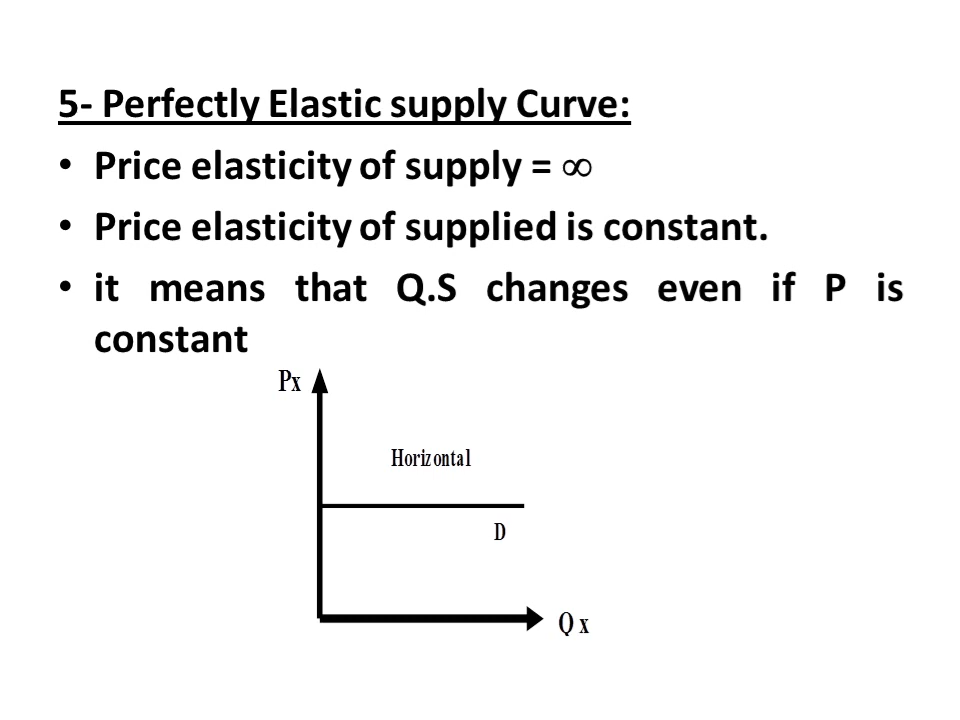 5- Perfectly Elastic supply Curve:
• Price elasticity of supply = ∞
• Price elasticity of supplied is constant.
• it means that Q.S changes even if P is
constant
Px
Horizontal
D
Q x